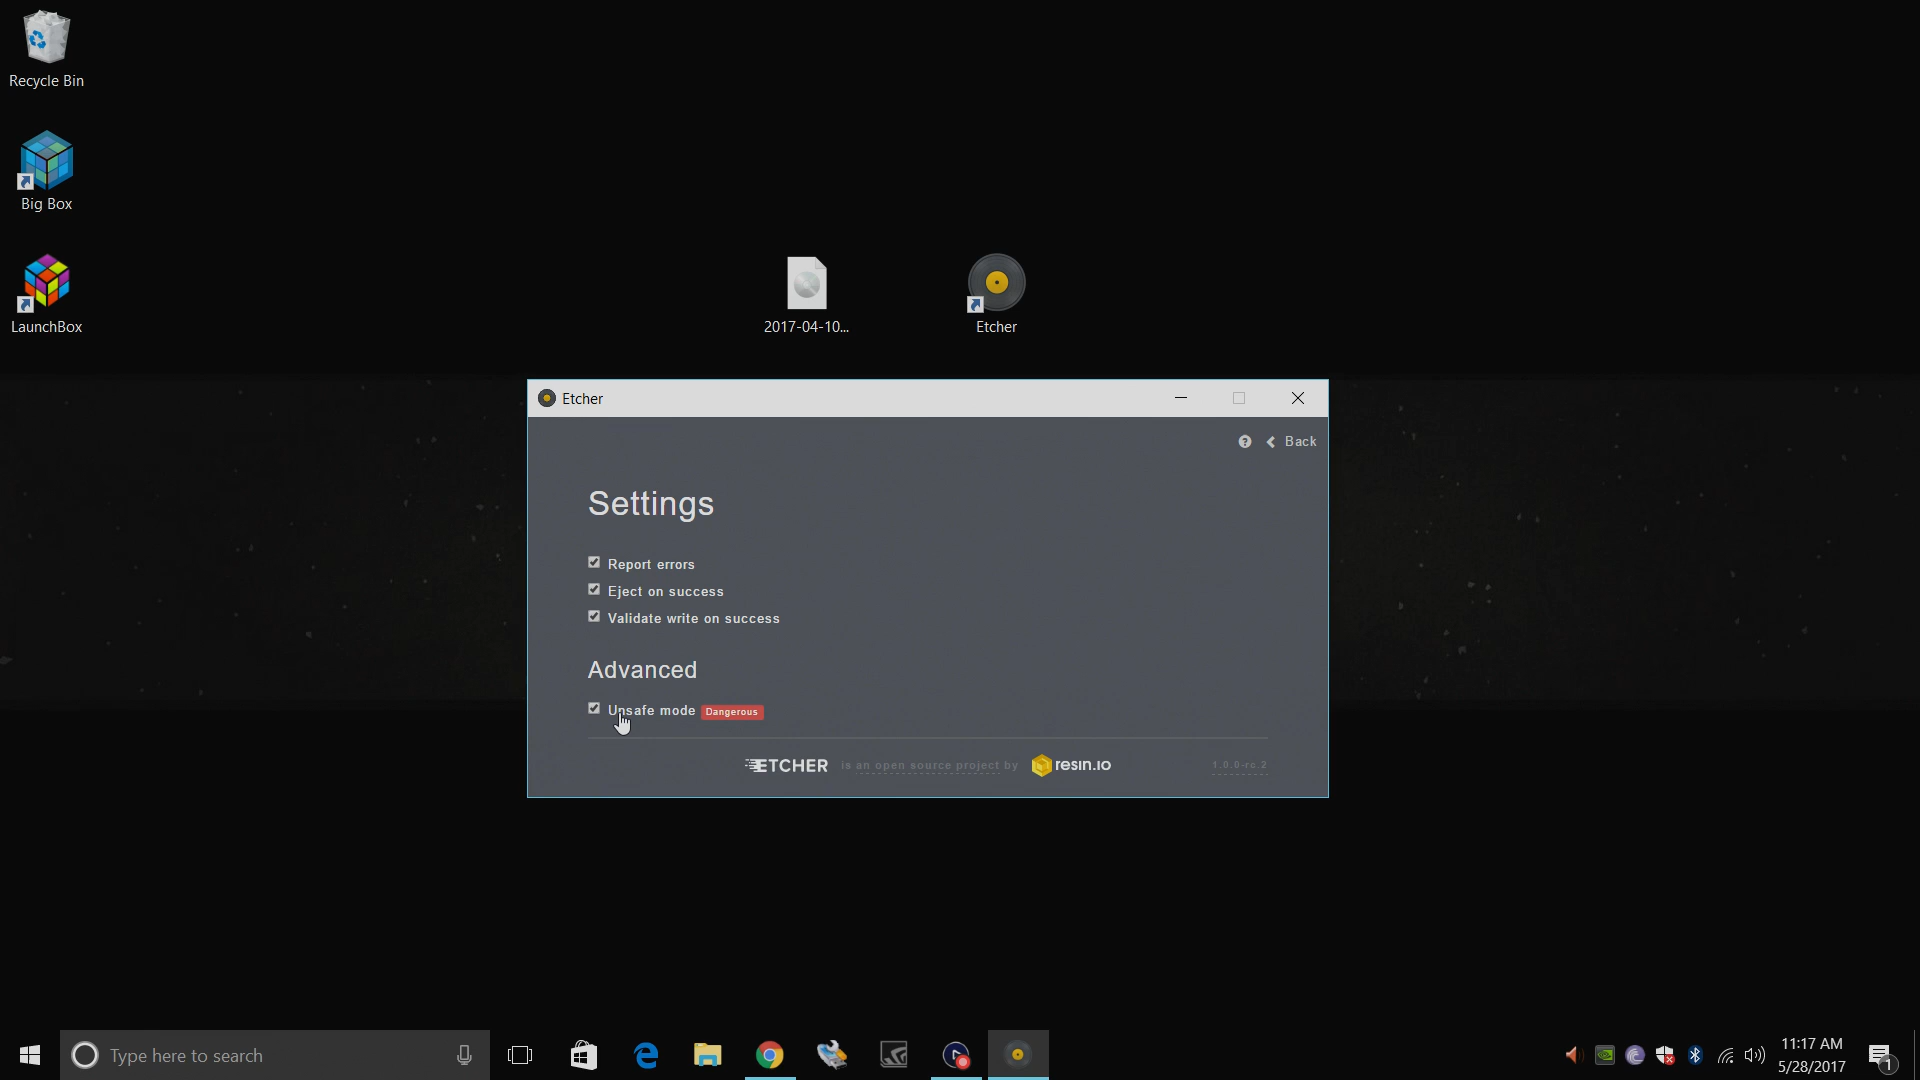 Recycle Bin
Big Box
LaunchBox
2017-04-10...
Etcher
Etcher
Back
Settings
Report errors
Eject on success
Validate write on success
Advanced
Unsafe mode Dangerous
ETCHER is an open source project by resin.io 1.0.0-rc.2
Type here to search
11:17 AM
5/28/2017
1